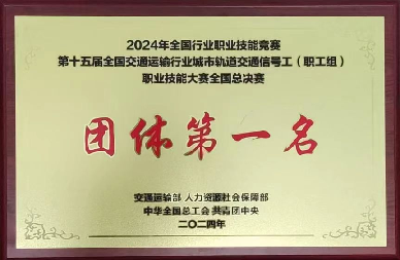 2024年全国行业职业技能竞赛
第十五届全国交通运输行业城市轨道交通信号工（职工组）
职业技能大赛全国总决赛
团体第一名
交通运输部 人力资源社会保障部
中华全国总工会 共青团中央
二〇二四年